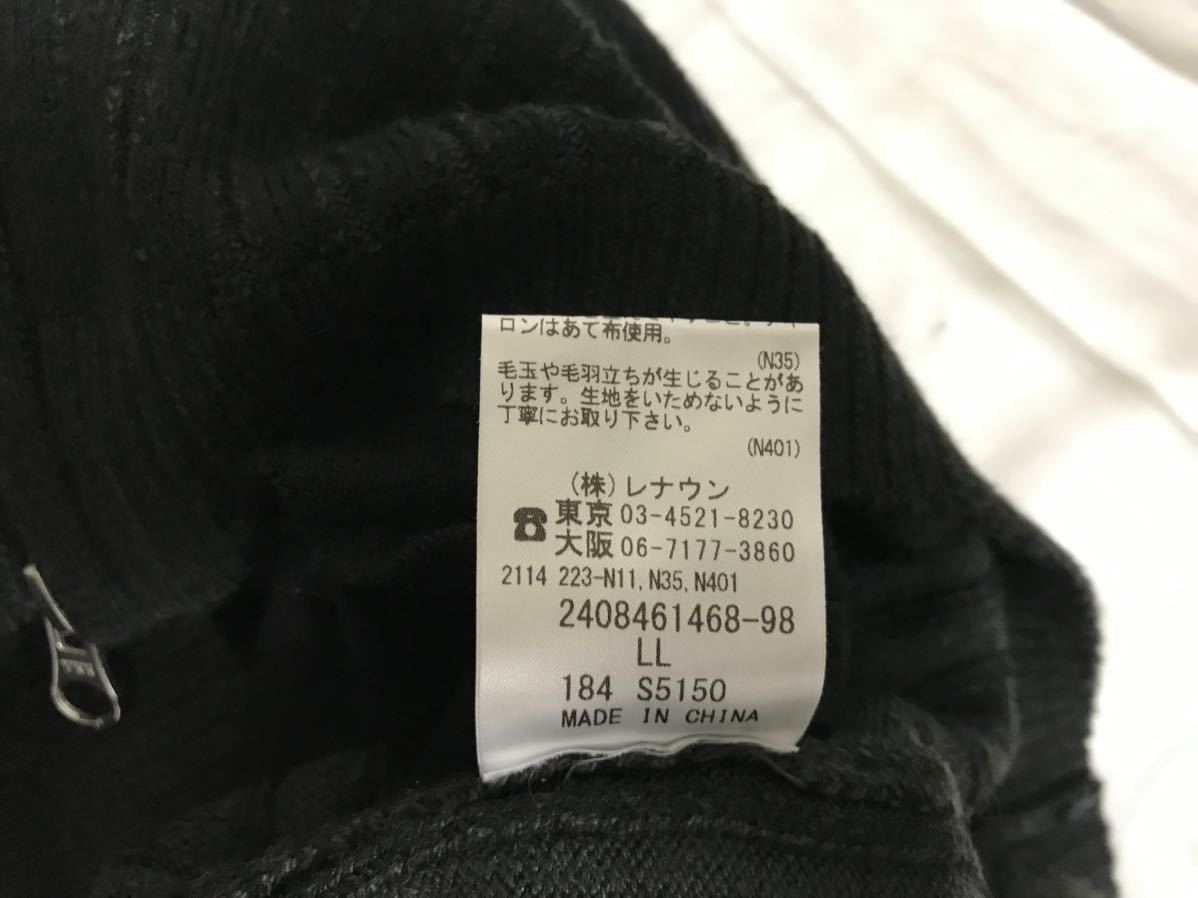 ロンはあて布使用。
(N35)
毛玉や毛羽立ちが生じることがあ
ります。生地をいためないように
丁寧にお取り下さい。
(N401)
(株)レナウン
☎東京 03-4521-8230
大阪 06-7177-3860
2114 223-N11,N35,N401
2408461468-98
LL
184 S5150
MADE IN CHINA